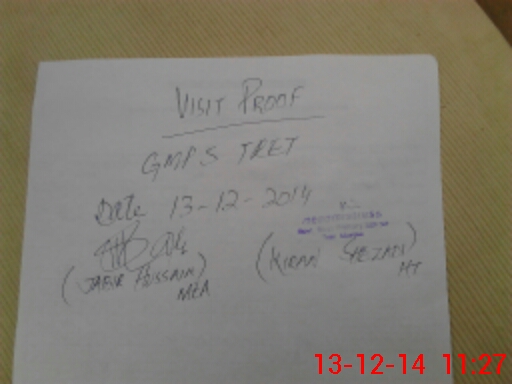 VISIT PROOF
GMPS TRET
Date 13-12-2014
(JABIR HUSSAIN)
MEA
(KIRAN SHEZADI)
HT
13-12-14 11:27